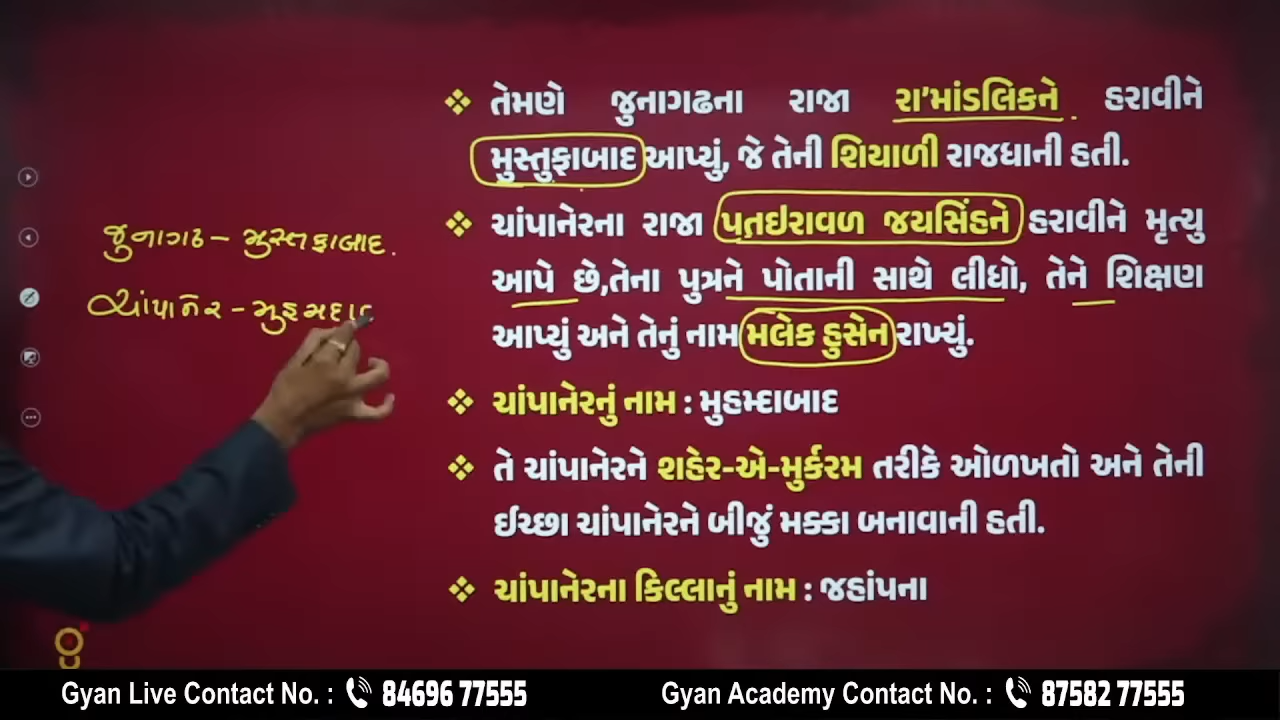 ❖ તેમણે જુનાગઢના રાજા રા'માંડલિકને હરાવીને
મુસ્તુફાબાદ આપ્યું, જે તેની શિયાળી રાજધાની હતી.
❖ ચાંપાનેરના રાજા પતઇરાવળ જયસિંહને હરાવીને મૃત્યુ
આપે છે,તેના પુત્રને પોતાની સાથે લીધો, તેને શિક્ષણ
આપ્યું અને તેનું નામ મલેક હુસેન રાખ્યું.
❖ ચાંપાનેરનું નામ : મુહમ્દાબાદ
❖ તે ચાંપાનેરને શહેર-એ-મુર્કરમ તરીકે ઓળખતો અને તેની
ઈચ્છા ચાંપાનેરને બીજું મક્કા બનાવાની હતી.
❖ ચાંપાનેરના કિલ્લાનું નામ : જહાંપના
જુનાગઢ – મુસ્તફાબાદ.
ચાંપાનેર –
Gyan Live Contact No. : 84696 77555
Gyan Academy Contact No. : 87582 77555